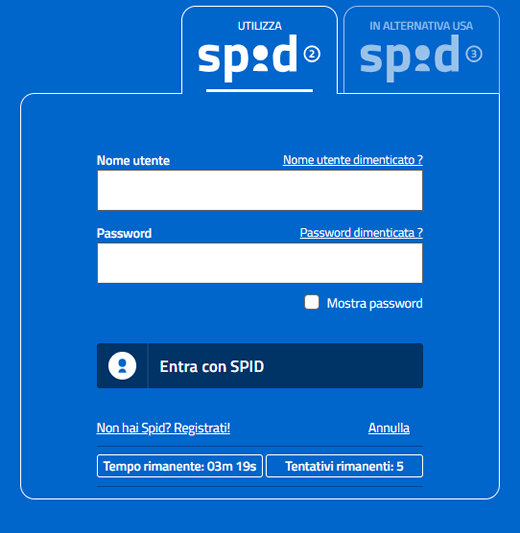 UTILIZZA
spid 2
IN ALTERNATIVA USA
spid 3
Nome utente
Nome utente dimenticato ?
Password
Password dimenticata ?
Mostra password
Entra con SPID
Non hai Spid? Registrati!
Annulla
Tempo rimanente: 03m 19s
Tentativi rimanenti: 5